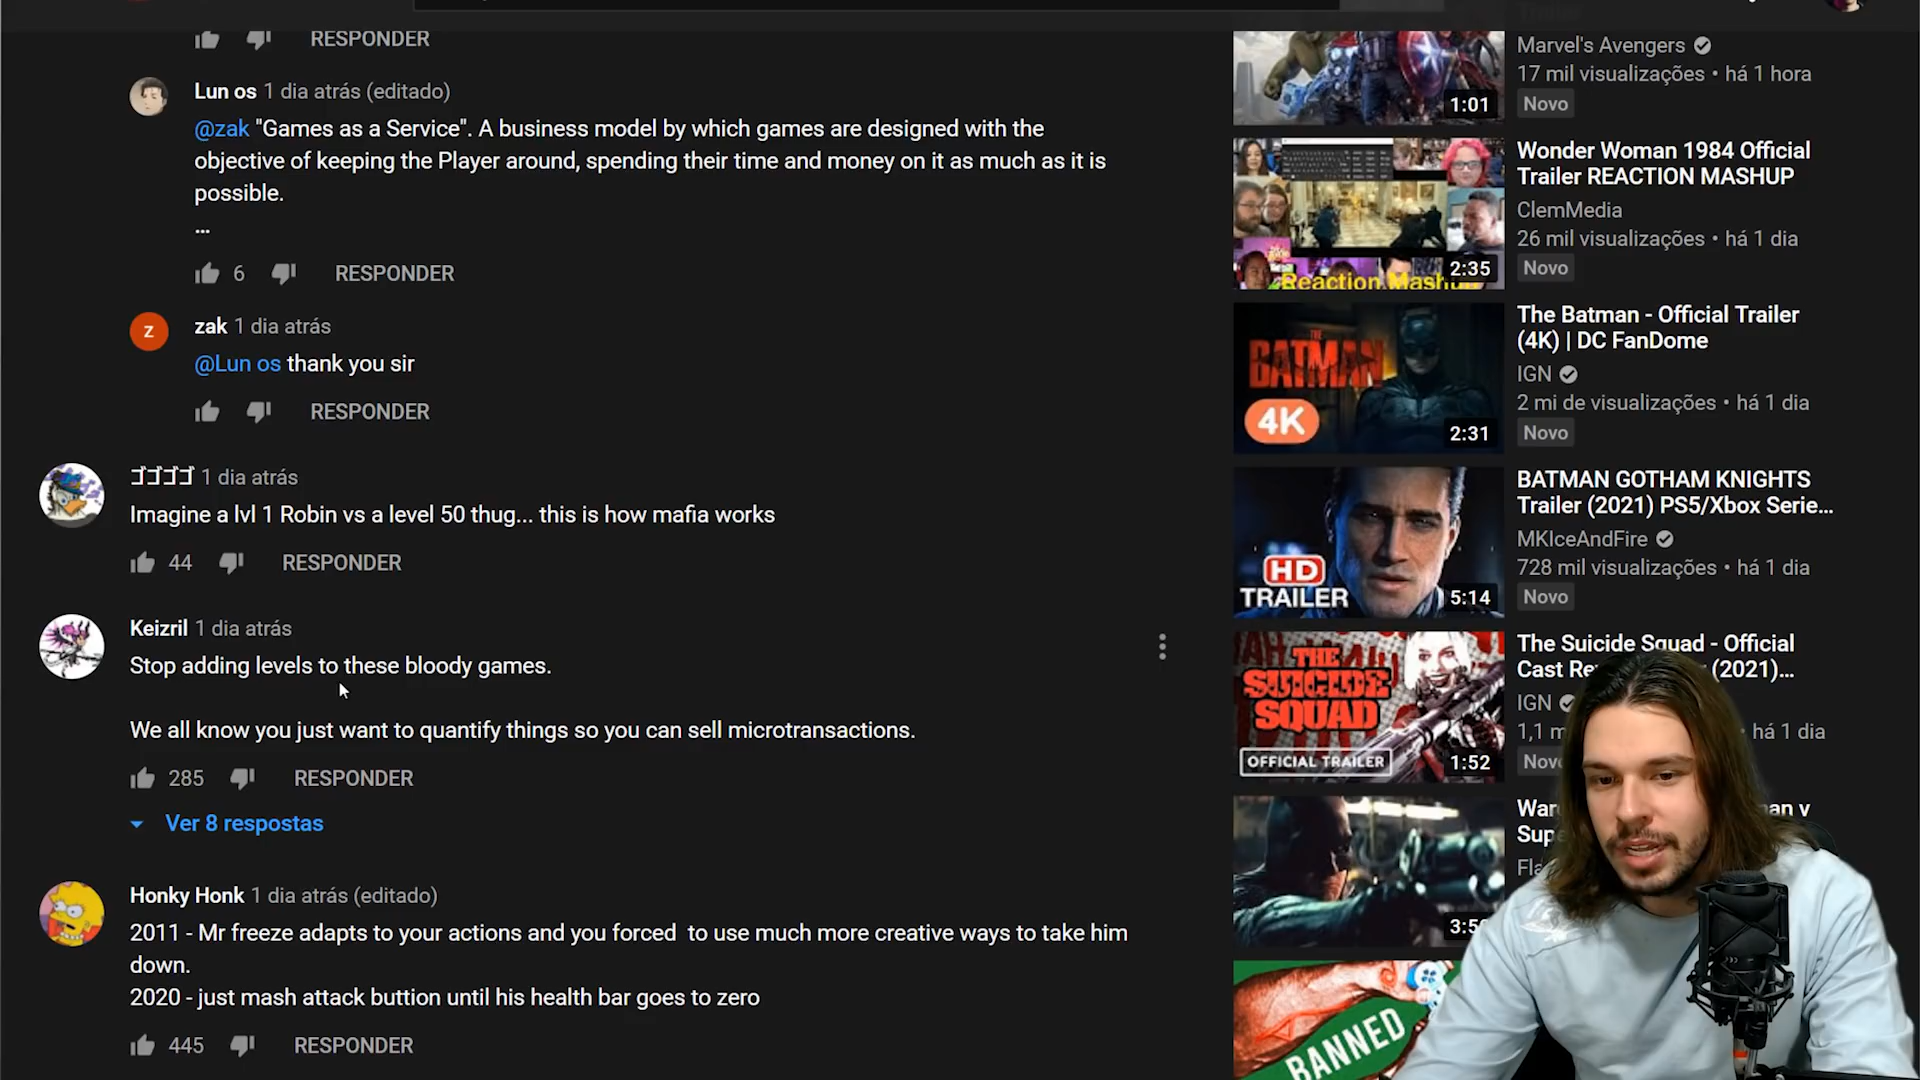 RESPONDER
Lun os 1 dia atrás (editado)
@zak "Games as a Service". A business model by which games are designed with the
objective of keeping the Player around, spending their time and money on it as much as it is
possible.
...
6 RESPONDER
z
zak 1 dia atrás
@Lun os thank you sir
RESPONDER
ゴゴゴゴ 1 dia atrás
Imagine a lvl 1 Robin vs a level 50 thug... this is how mafia works
44 RESPONDER
Keizril 1 dia atrás
Stop adding levels to these bloody games.
We all know you just want to quantify things so you can sell microtransactions.
285 RESPONDER
Ver 8 respostas
Honky Honk 1 dia atrás (editado)
2011 - Mr freeze adapts to your actions and you forced to use much more creative ways to take him
down.
2020 - just mash attack buttion until his health bar goes to zero
445 RESPONDER
1:01
Marvel's Avengers
17 mil visualizações • há 1 hora
Novo
Reaction Mashup
2:35
Wonder Woman 1984 Official
Trailer REACTION MASHUP
ClemMedia
26 mil visualizações • há 1 dia
Novo
THE
BATMAN
4K
2:31
The Batman - Official Trailer
(4K) | DC FanDome
IGN
2 mi de visualizações • há 1 dia
Novo
HD
TRAILER
5:14
BATMAN GOTHAM KNIGHTS
Trailer (2021) PS5/Xbox Serie...
MKIceAndFire
728 mil visualizações • há 1 dia
Novo
THE
SUICIDE
SQUAD
OFFICIAL TRAILER
1:52
The Suicide Squad - Official
Cast Re (2021)...
IGN
1,1 m há 1 dia
3:5
an v
BANNED